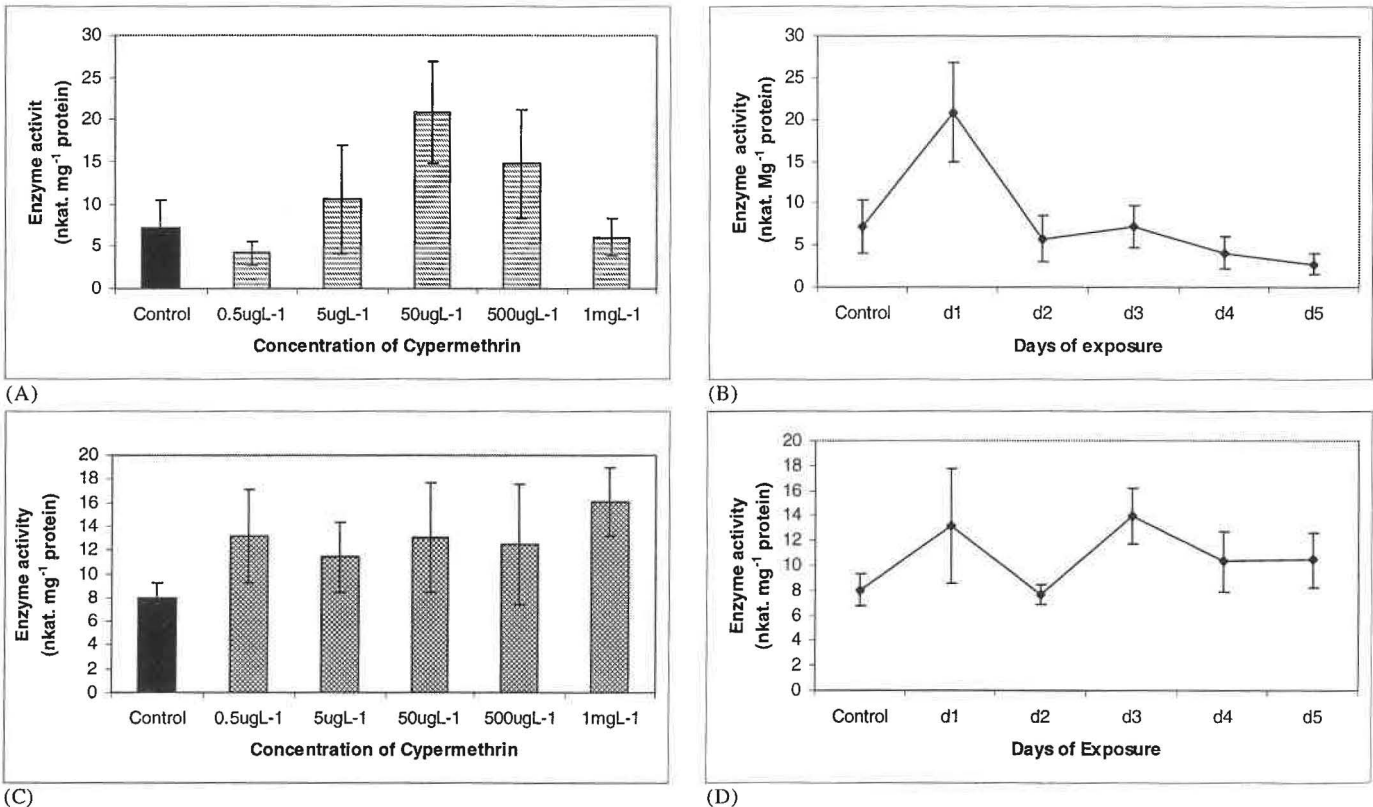 30
25
20
15
10
5
0
Enzyme activit
(nkat. mg-1 protein)
Control 0.5ugL-1 5ugL-1 50ugL-1 500ugL-1 1mgL-1
Concentration of Cypermethrin
(A)
30
25
20
15
10
5
0
Enzyme activity
(nkat. Mg-1 protein)
Control d1 d2 d3 d4 d5
Days of exposure
(B)
20
18
16
14
12
10
8
6
4
2
0
Enzyme activity
(nkat. mg-1 protein)
Control 0.5ugL-1 5ugL-1 50ugL-1 500ugL-1 1mgL-1
Concentration of Cypermethrin
(C)
20
18
16
14
12
10
8
6
4
2
0
Enzyme activity
(nkat. mg-1 protein)
Control d1 d2 d3 d4 d5
Days of Exposure
(D)